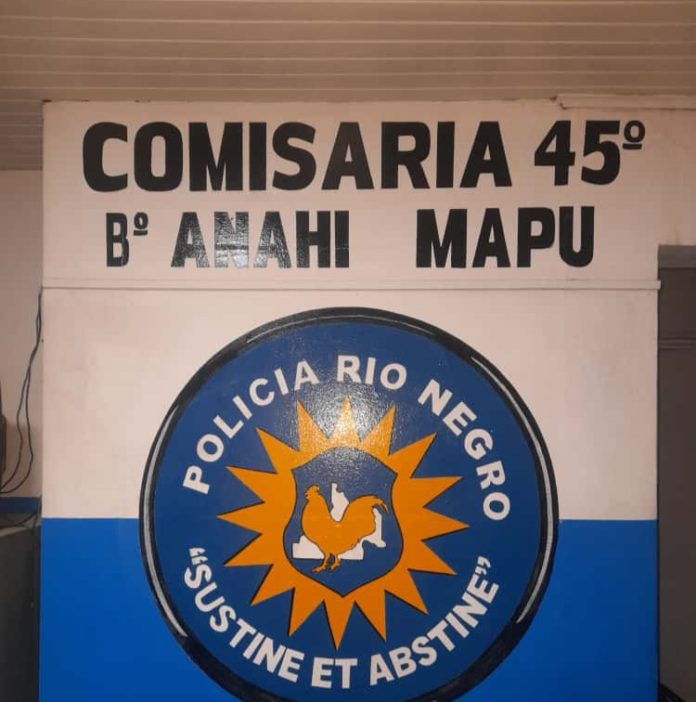 COMISARIA 45º
Bº ANAHI MAPU
POLICIA RIO NEGRO
"SUSTINE ET ABSTINE"